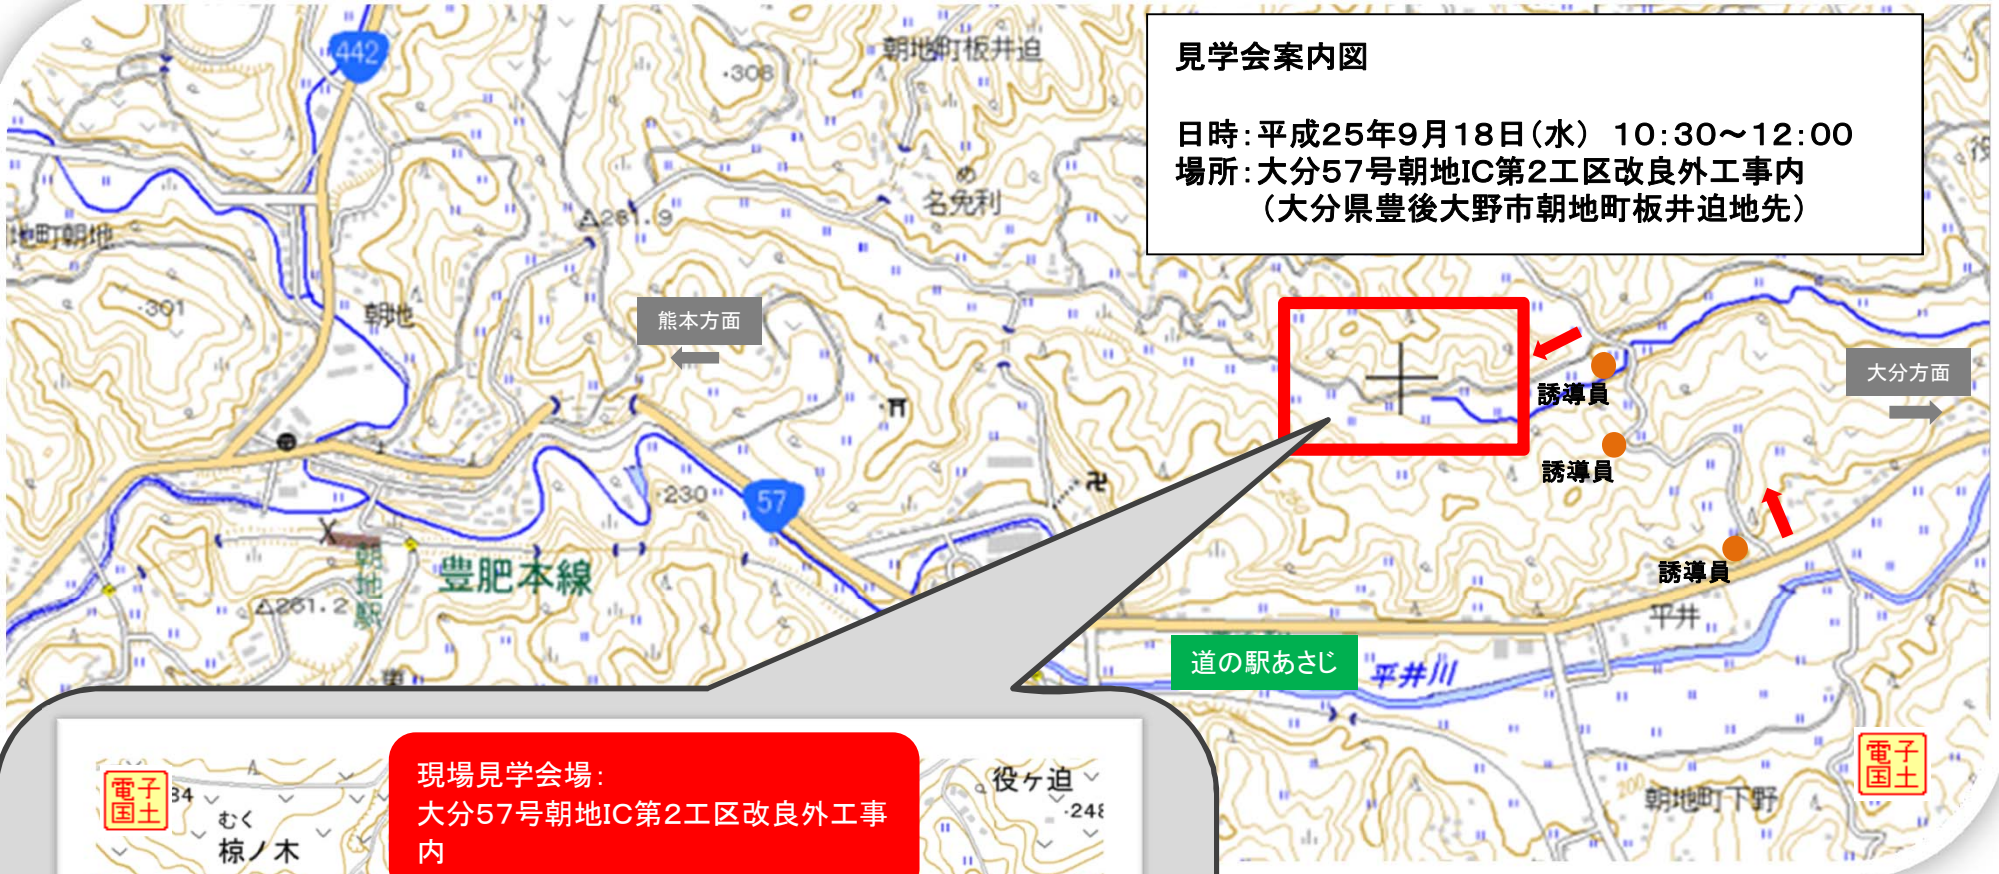 見学会案内図
日時：平成25年9月18日（水） 10：30～12：00
場所：大分57号朝地IC第2工区改良外工事内
（大分県豊後大野市朝地町板井迫地先）
442
朝地町板井迫
・308
め
名免利
△281.9
地町朝地
・301
朝地
熊本方面
大分方面
誘導員
誘導員
誘導員
・230
57
豊肥本線
△261.2
平井
道の駅あさじ
平井川
朝地町下野
200
電子国土
現場見学会場：
大分57号朝地IC第2工区改良外工事
内
電子国土
84
むく
椋ノ木
役ヶ迫
・248